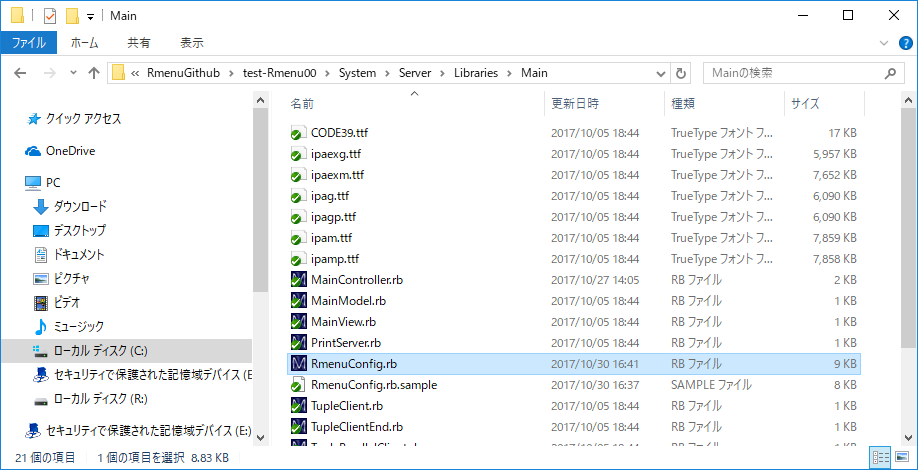 Main
ファイル ホーム 共有 表示
« RmenuGithub › test-Rmenu00 › System › Server › Libraries › Main Mainの検索
名前 更新日時 種類 サイズ
クイック アクセス
OneDrive
PC
ダウンロード
デスクトップ
ドキュメント
ピクチャ
ビデオ
ミュージック
ローカル ディスク (C:)
セキュリティで保護された記憶域デバイス (E
ローカル ディスク (R:)
セキュリティで保護された記憶域デバイス (E:)
CODE39.ttf 2017/10/05 18:44 TrueType フォント フ... 17 KB
ipaexg.ttf 2017/10/05 18:44 TrueType フォント フ... 5,957 KB
ipaexm.ttf 2017/10/05 18:44 TrueType フォント フ... 7,652 KB
ipag.ttf 2017/10/05 18:44 TrueType フォント フ... 6,090 KB
ipagp.ttf 2017/10/05 18:44 TrueType フォント フ... 6,090 KB
ipam.ttf 2017/10/05 18:44 TrueType フォント フ... 7,859 KB
ipamp.ttf 2017/10/05 18:44 TrueType フォント フ... 7,858 KB
MainController.rb 2017/10/27 14:05 RB ファイル 2 KB
MainModel.rb 2017/10/05 18:44 RB ファイル 1 KB
MainView.rb 2017/10/05 18:44 RB ファイル 1 KB
PrintServer.rb 2017/10/05 18:44 RB ファイル 1 KB
RmenuConfig.rb 2017/10/30 16:41 RB ファイル 9 KB
RmenuConfig.rb.sample 2017/10/30 16:37 SAMPLE ファイル 8 KB
TupleClient.rb 2017/10/05 18:44 RB ファイル 1 KB
TupleClientEnd.rb 2017/10/05 18:44 RB ファイル 1 KB
2017/10/05 18:44 RB ファイル 1 KB
21 個の項目 1 個の項目を選択 8.83 KB